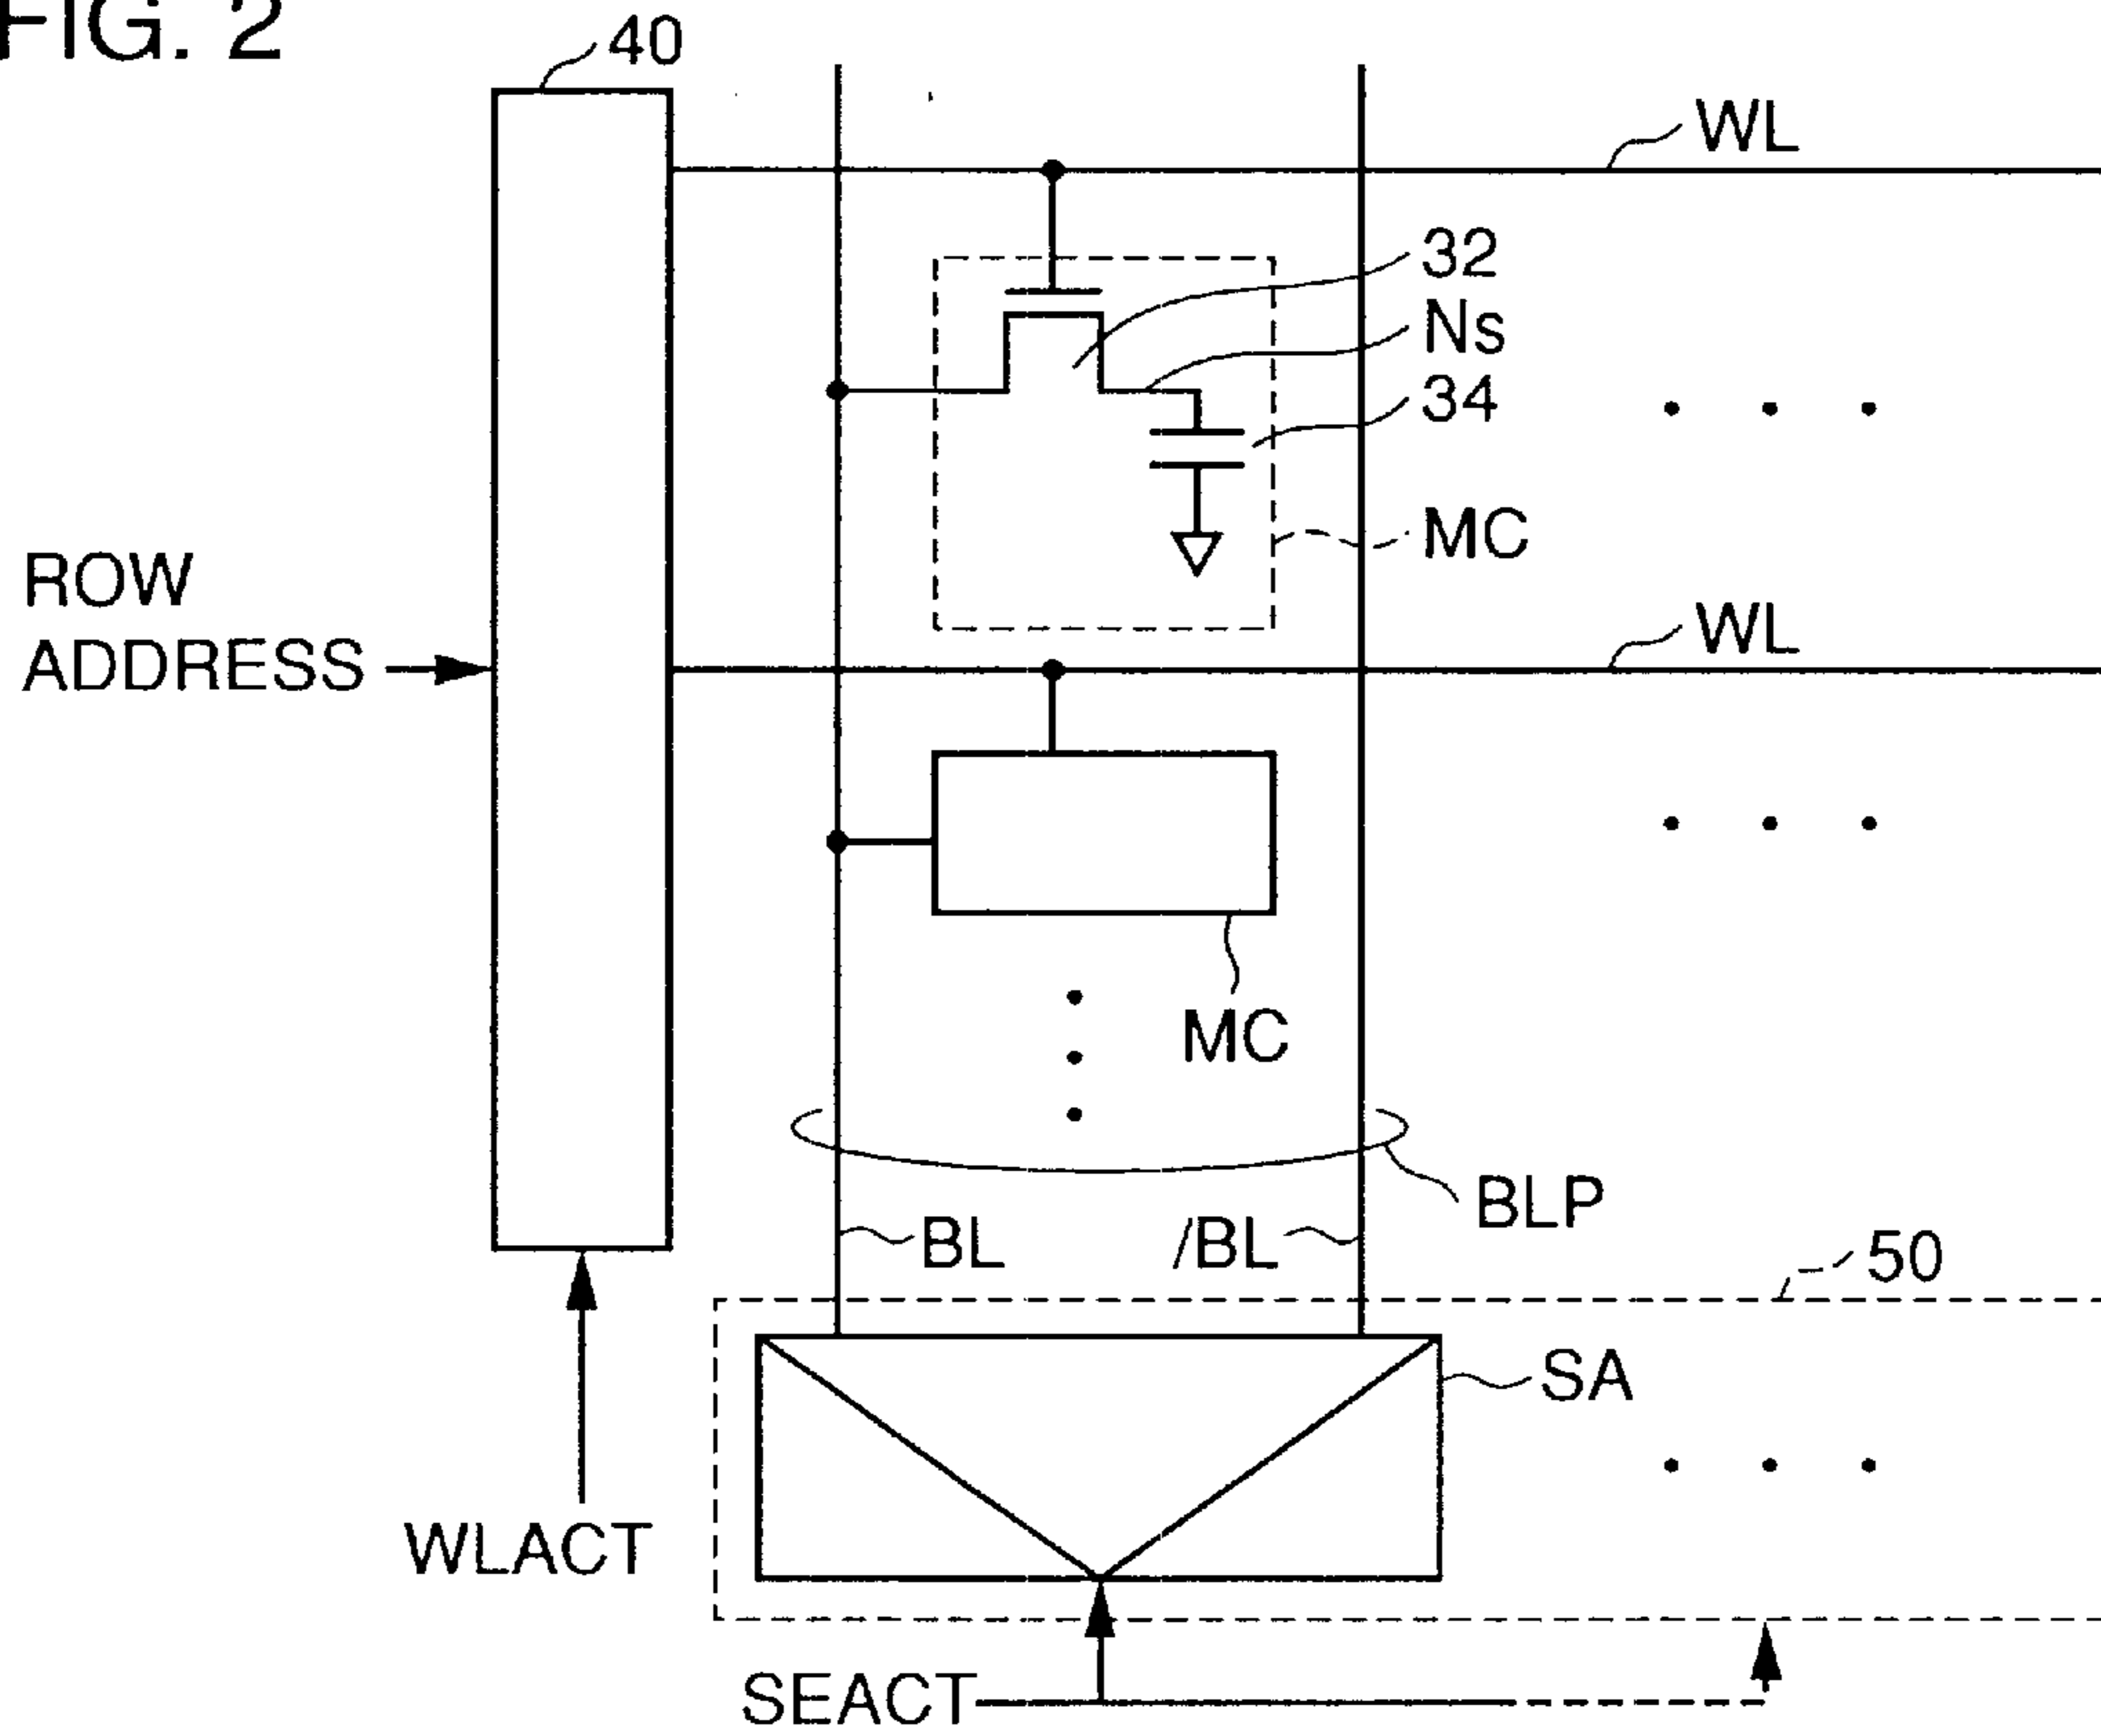 FIG. 2
40
WL
32
Ns
34
MC
ROW
ADDRESS
WL
MC
BLP
BL
/BL
50
SA
WLACT
SEACT